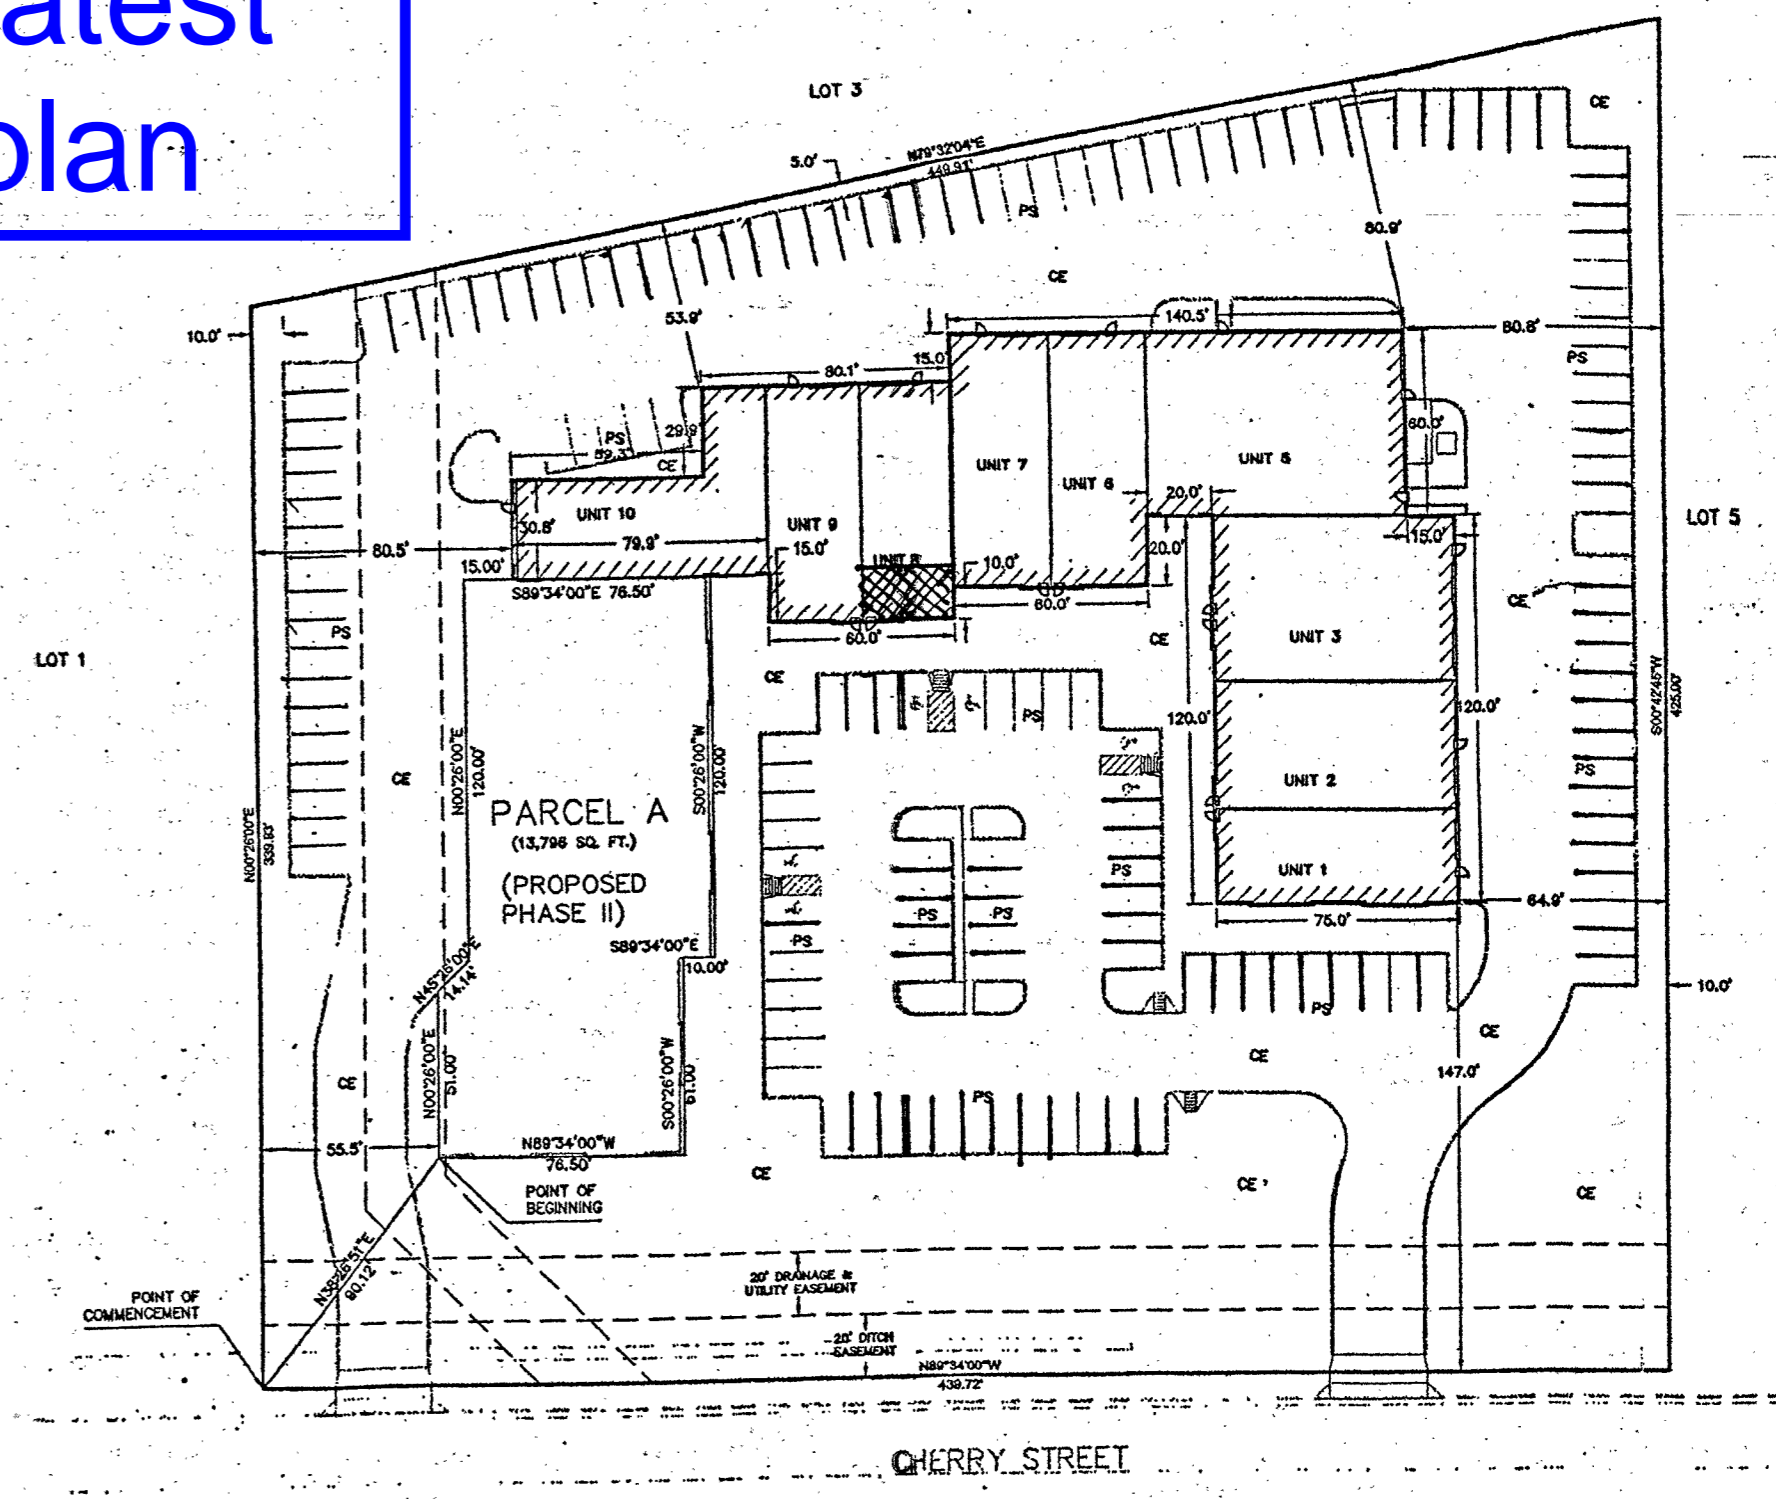 atest
plan
LOT 3
CE
5.0'
N79°32'04"E
449.91'
PS
80.9'
CE
10.0'
53.9'
140.5'
80.8'
15.0'
80.1'
PS
29.9'
PS
59.3'
CE
60.0'
UNIT 7
UNIT 6
UNIT 5
20.0'
UNIT 10
30.8'
UNIT 9
LOT 5
80.5'
79.9'
15.0'
20.0'
15.0'
15.00'
UNIT 8
10.0'
S89°34'00"E 76.50'
60.0'
CE
60.0'
CE
UNIT 3
PS
LOT 1
CE
S00°42'45"W
425.00'
PS
120.0'
120.0'
N00°26'00"E
120.00'
S00°26'00"W
120.00'
CE
PS
UNIT 2
PARCEL A
(13,798 SQ. FT.)
N00°26'00"E
339.83'
(PROPOSED
PHASE II)
PS
UNIT 1
64.9'
PS
PS
75.0'
PS
S89°34'00"E
10.00'
N45°26'00"E
14.14'
10.0'
PS
CE
CE
N00°26'00"E
51.00'
S00°26'00"W
51.00'
147.0'
CE
PS
55.5'
N89°34'00"W
76.50'
CE
CE
CE
POINT OF
BEGINNING
N38°26'51"E
90.12'
20' DRAINAGE &
UTILITY EASEMENT
POINT OF
COMMENCEMENT
20' DITCH
EASEMENT
N89°34'00"W
439.72'
CHERRY STREET